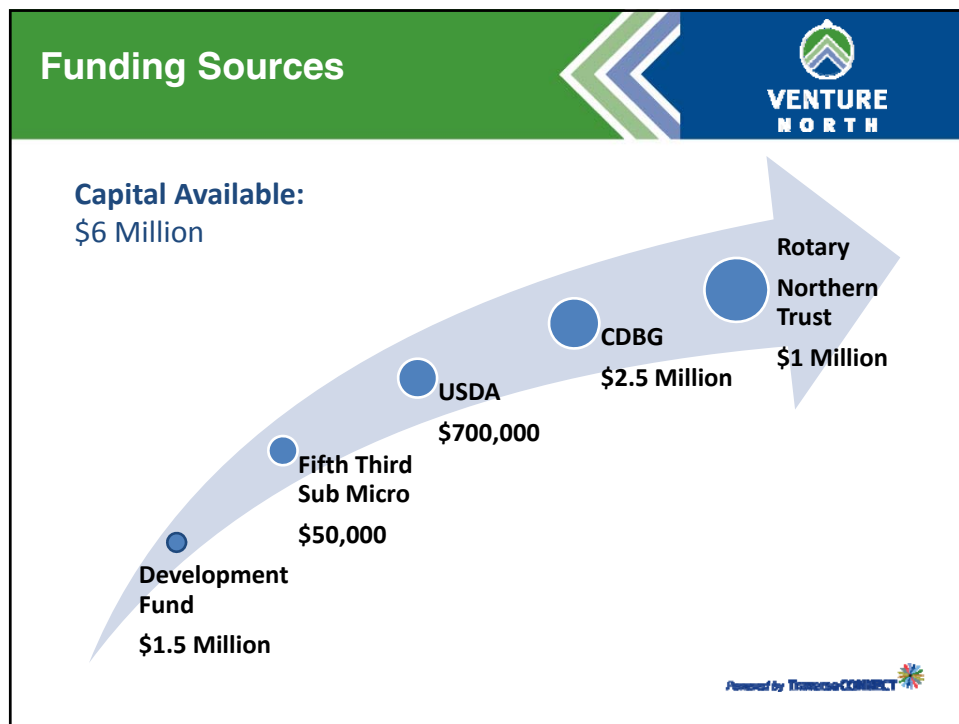 Funding Sources
VENTURE
NORTH
Capital Available:
$6 Million
Rotary
Northern
Trust
$1 Million
CDBG
$2.5 Million
USDA
$700,000
Fifth Third
Sub Micro
$50,000
Development
Fund
$1.5 Million
Powered by TraverseCONNECT